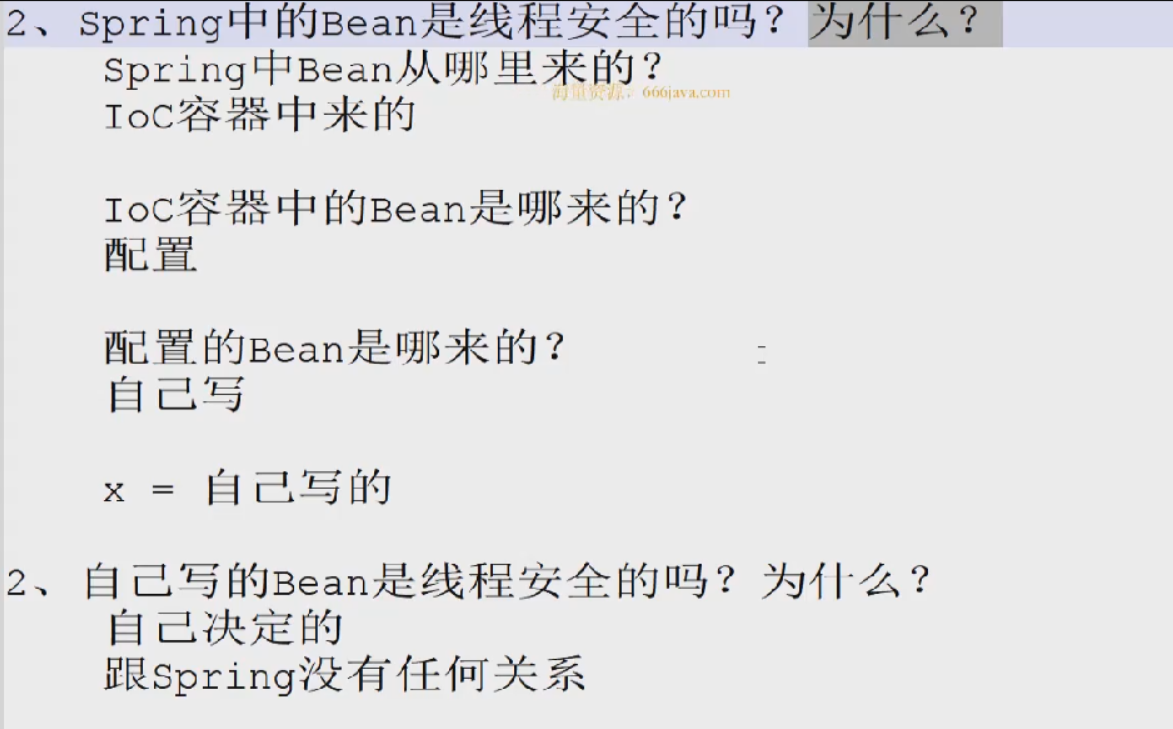 2、Spring中的Bean是线程安全的吗？为什么？
Spring中Bean从哪里来的？
海量资源：666java.com
IoC容器中来的
IoC容器中的Bean是哪来的？
配置
配置的Bean是哪来的？
自己写
x = 自己写的
2、自己写的Bean是线程安全的吗？为什么？
自己决定的
跟Spring没有任何关系